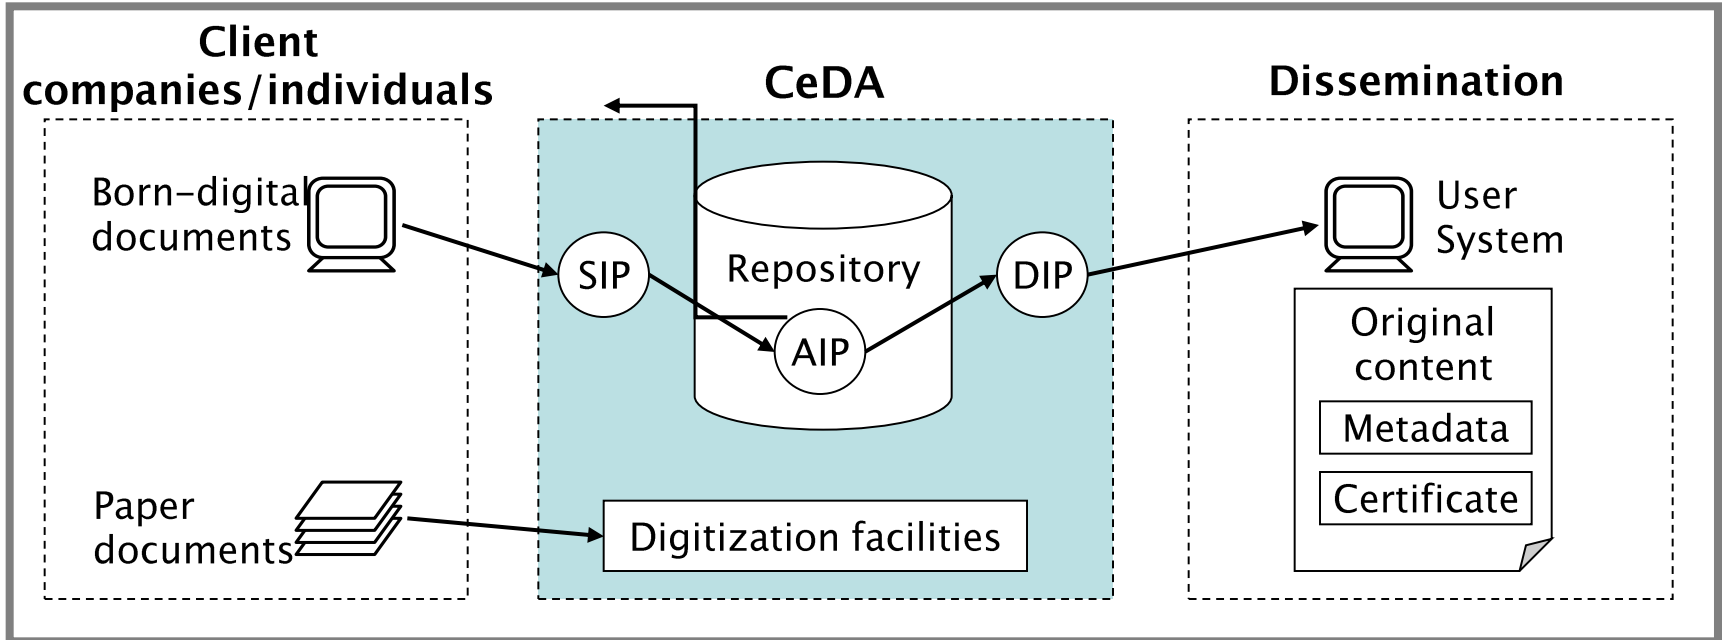 Client
companies/individuals
Born-digital
documents
Paper
documents
CeDA
SIP
Repository
AIP
DIP
Digitization facilities
Dissemination
User
System
Original
content
Metadata
Certificate